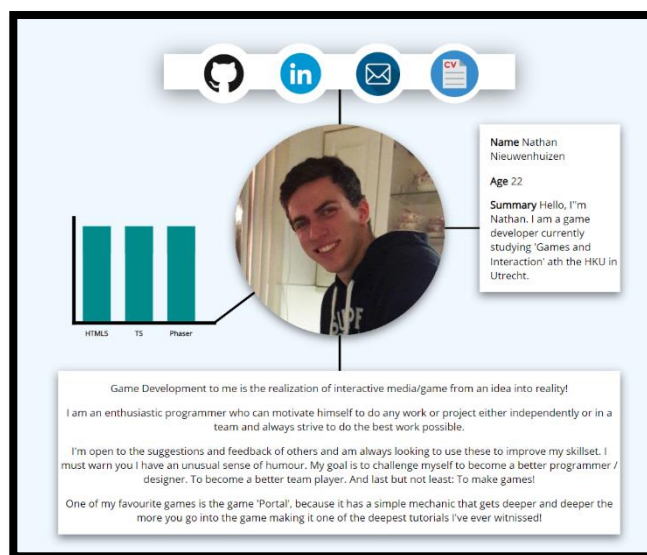 in
CV
Name Nathan
Nieuwenhuizen
Age 22
Summary Hello, I''m
Nathan. I am a game
developer currently
studying 'Games and
Interaction' ath the HKU in
Utrecht.
HTML5 TS Phaser
Game Development to me is the realization of interactive media/game from an idea into reality!
I am an enthusiastic programmer who can motivate himself to do any work or project either independently or in a
team and always strive to do the best work possible.
I'm open to the suggestions and feedback of others and am always looking to use these to improve my skillset. I
must warn you I have an unusual sense of humour. My goal is to challenge myself to become a better programmer /
designer. To become a better team player. And last but not least: To make games!
One of my favourite games is the game 'Portal', because it has a simple mechanic that gets deeper and deeper the
more you go into the game making it one of the deepest tutorials I've ever witnissed!